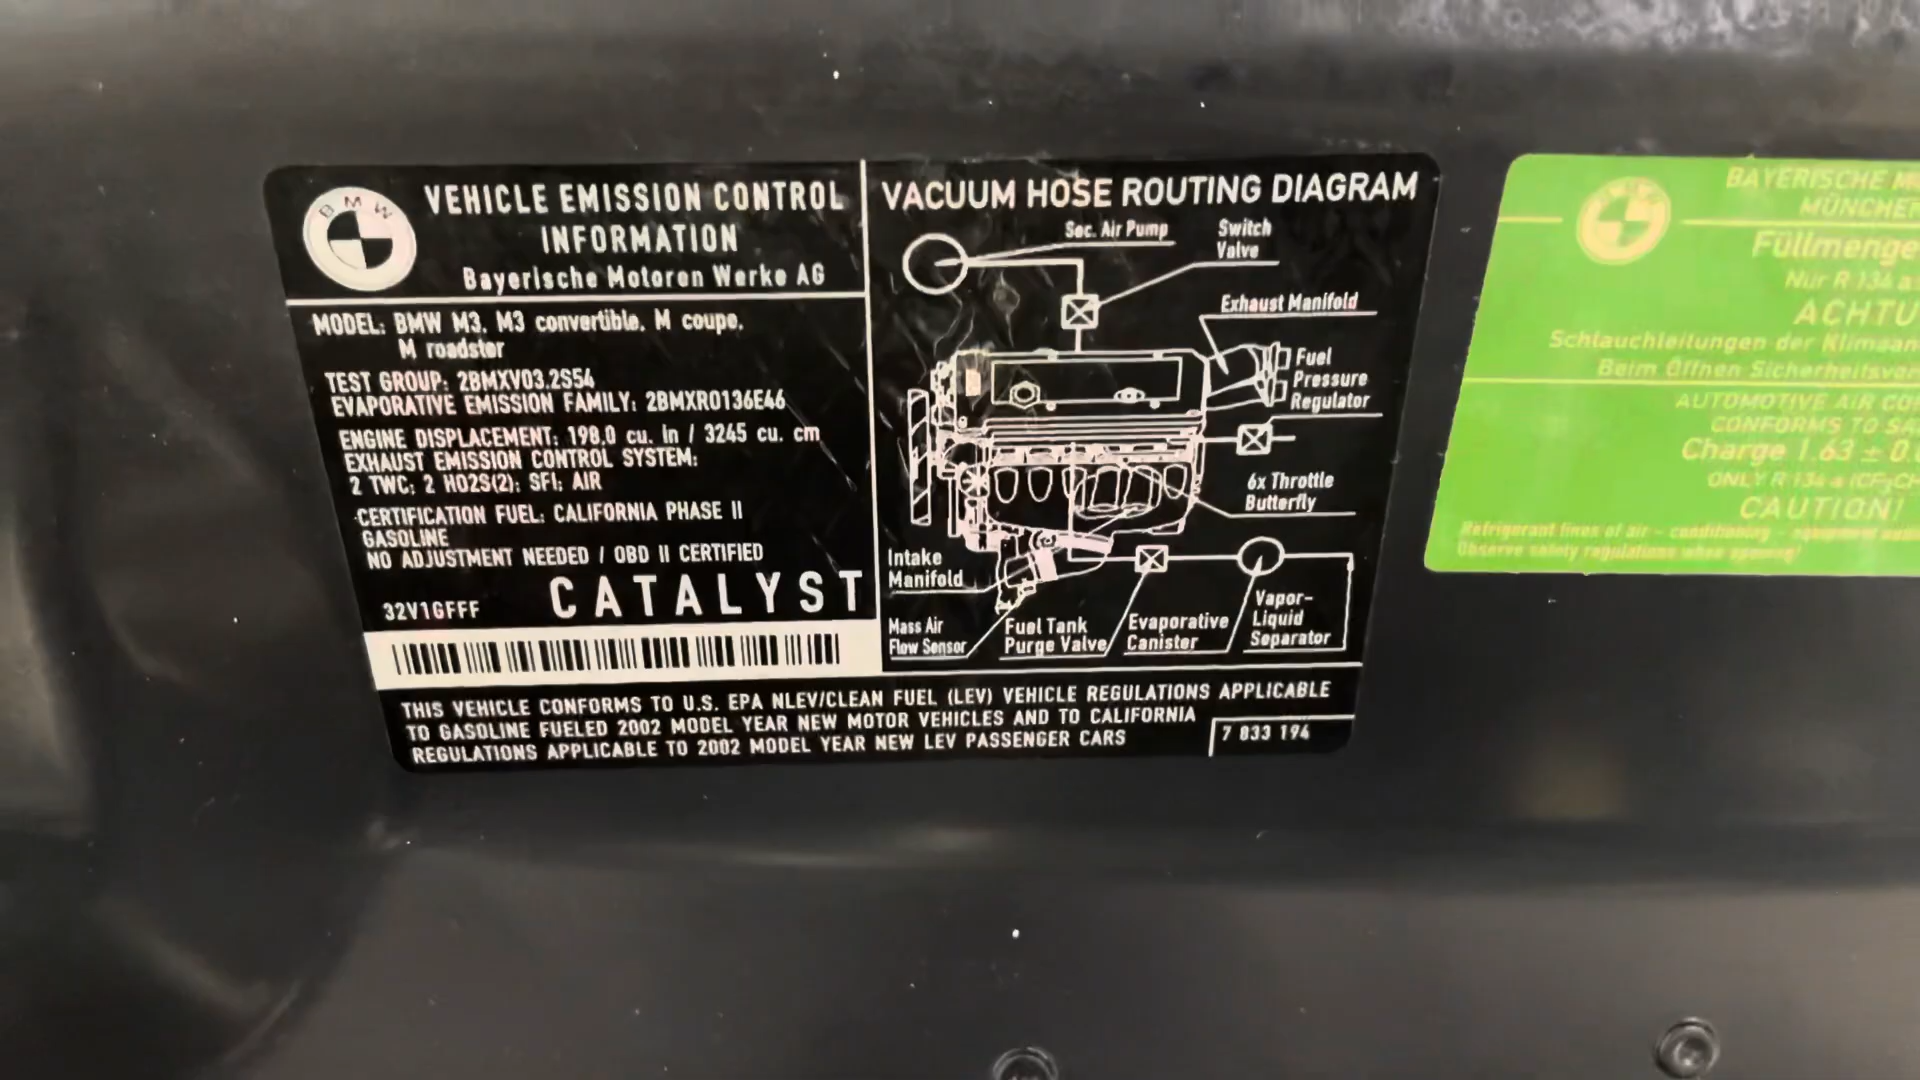 BMW
VEHICLE EMISSION CONTROL
INFORMATION
Bayerische Motoren Werke AG
MODEL: BMW M3, M3 convertible, M coupe,
M roadster
TEST GROUP: 2BMXV03.2S54
EVAPORATIVE EMISSION FAMILY: 2BMXR0136E46
ENGINE DISPLACEMENT: 198.0 cu. in / 3245 cu. cm
EXHAUST EMISSION CONTROL SYSTEM:
2 TWC; 2 HO2S(2); SFI; AIR
CERTIFICATION FUEL: CALIFORNIA PHASE II
GASOLINE
NO ADJUSTMENT NEEDED / OBD II CERTIFIED
32V1GFFF
CATALYST
VACUUM HOSE ROUTING DIAGRAM
Sec. Air Pump
Switch
Valve
Exhaust Manifold
Fuel
Pressure
Regulator
6x Throttle
Butterfly
Intake
Manifold
Mass Air
Flow Sensor
Fuel Tank
Purge Valve
Evaporative
Canister
Vapor-
Liquid
Separator
THIS VEHICLE CONFORMS TO U.S. EPA NLEV/CLEAN FUEL (LEV) VEHICLE REGULATIONS APPLICABLE
TO GASOLINE FUELED 2002 MODEL YEAR NEW MOTOR VEHICLES AND TO CALIFORNIA
REGULATIONS APPLICABLE TO 2002 MODEL YEAR NEW LEV PASSENGER CARS
7 833 194
BAYERISCHE
MÜNCHEN
Füllmenge
Nur R 134 a
ACHTU
Schlauchleitungen der
Beim Öffnen
AUTOMOTIVE AIR
CONFORMS TO
Charge 1.63 ±
ONLY R 134 a
CAUTION!
Refrigerant lines of air - conditioning -
Observe safety regulations when opening!